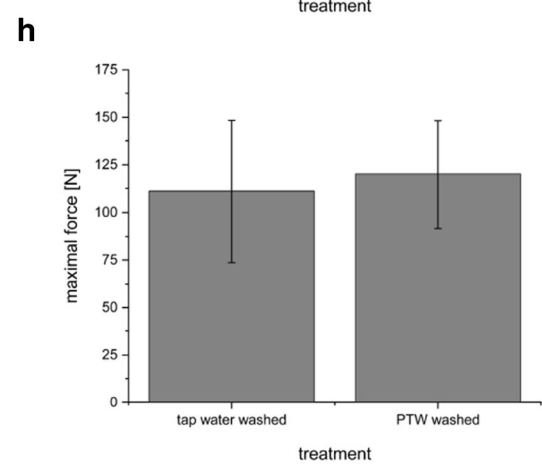 treatment
h
175
150
125
100
75
50
25
0
maximal force [N]
tap water washed PTW washed
treatment